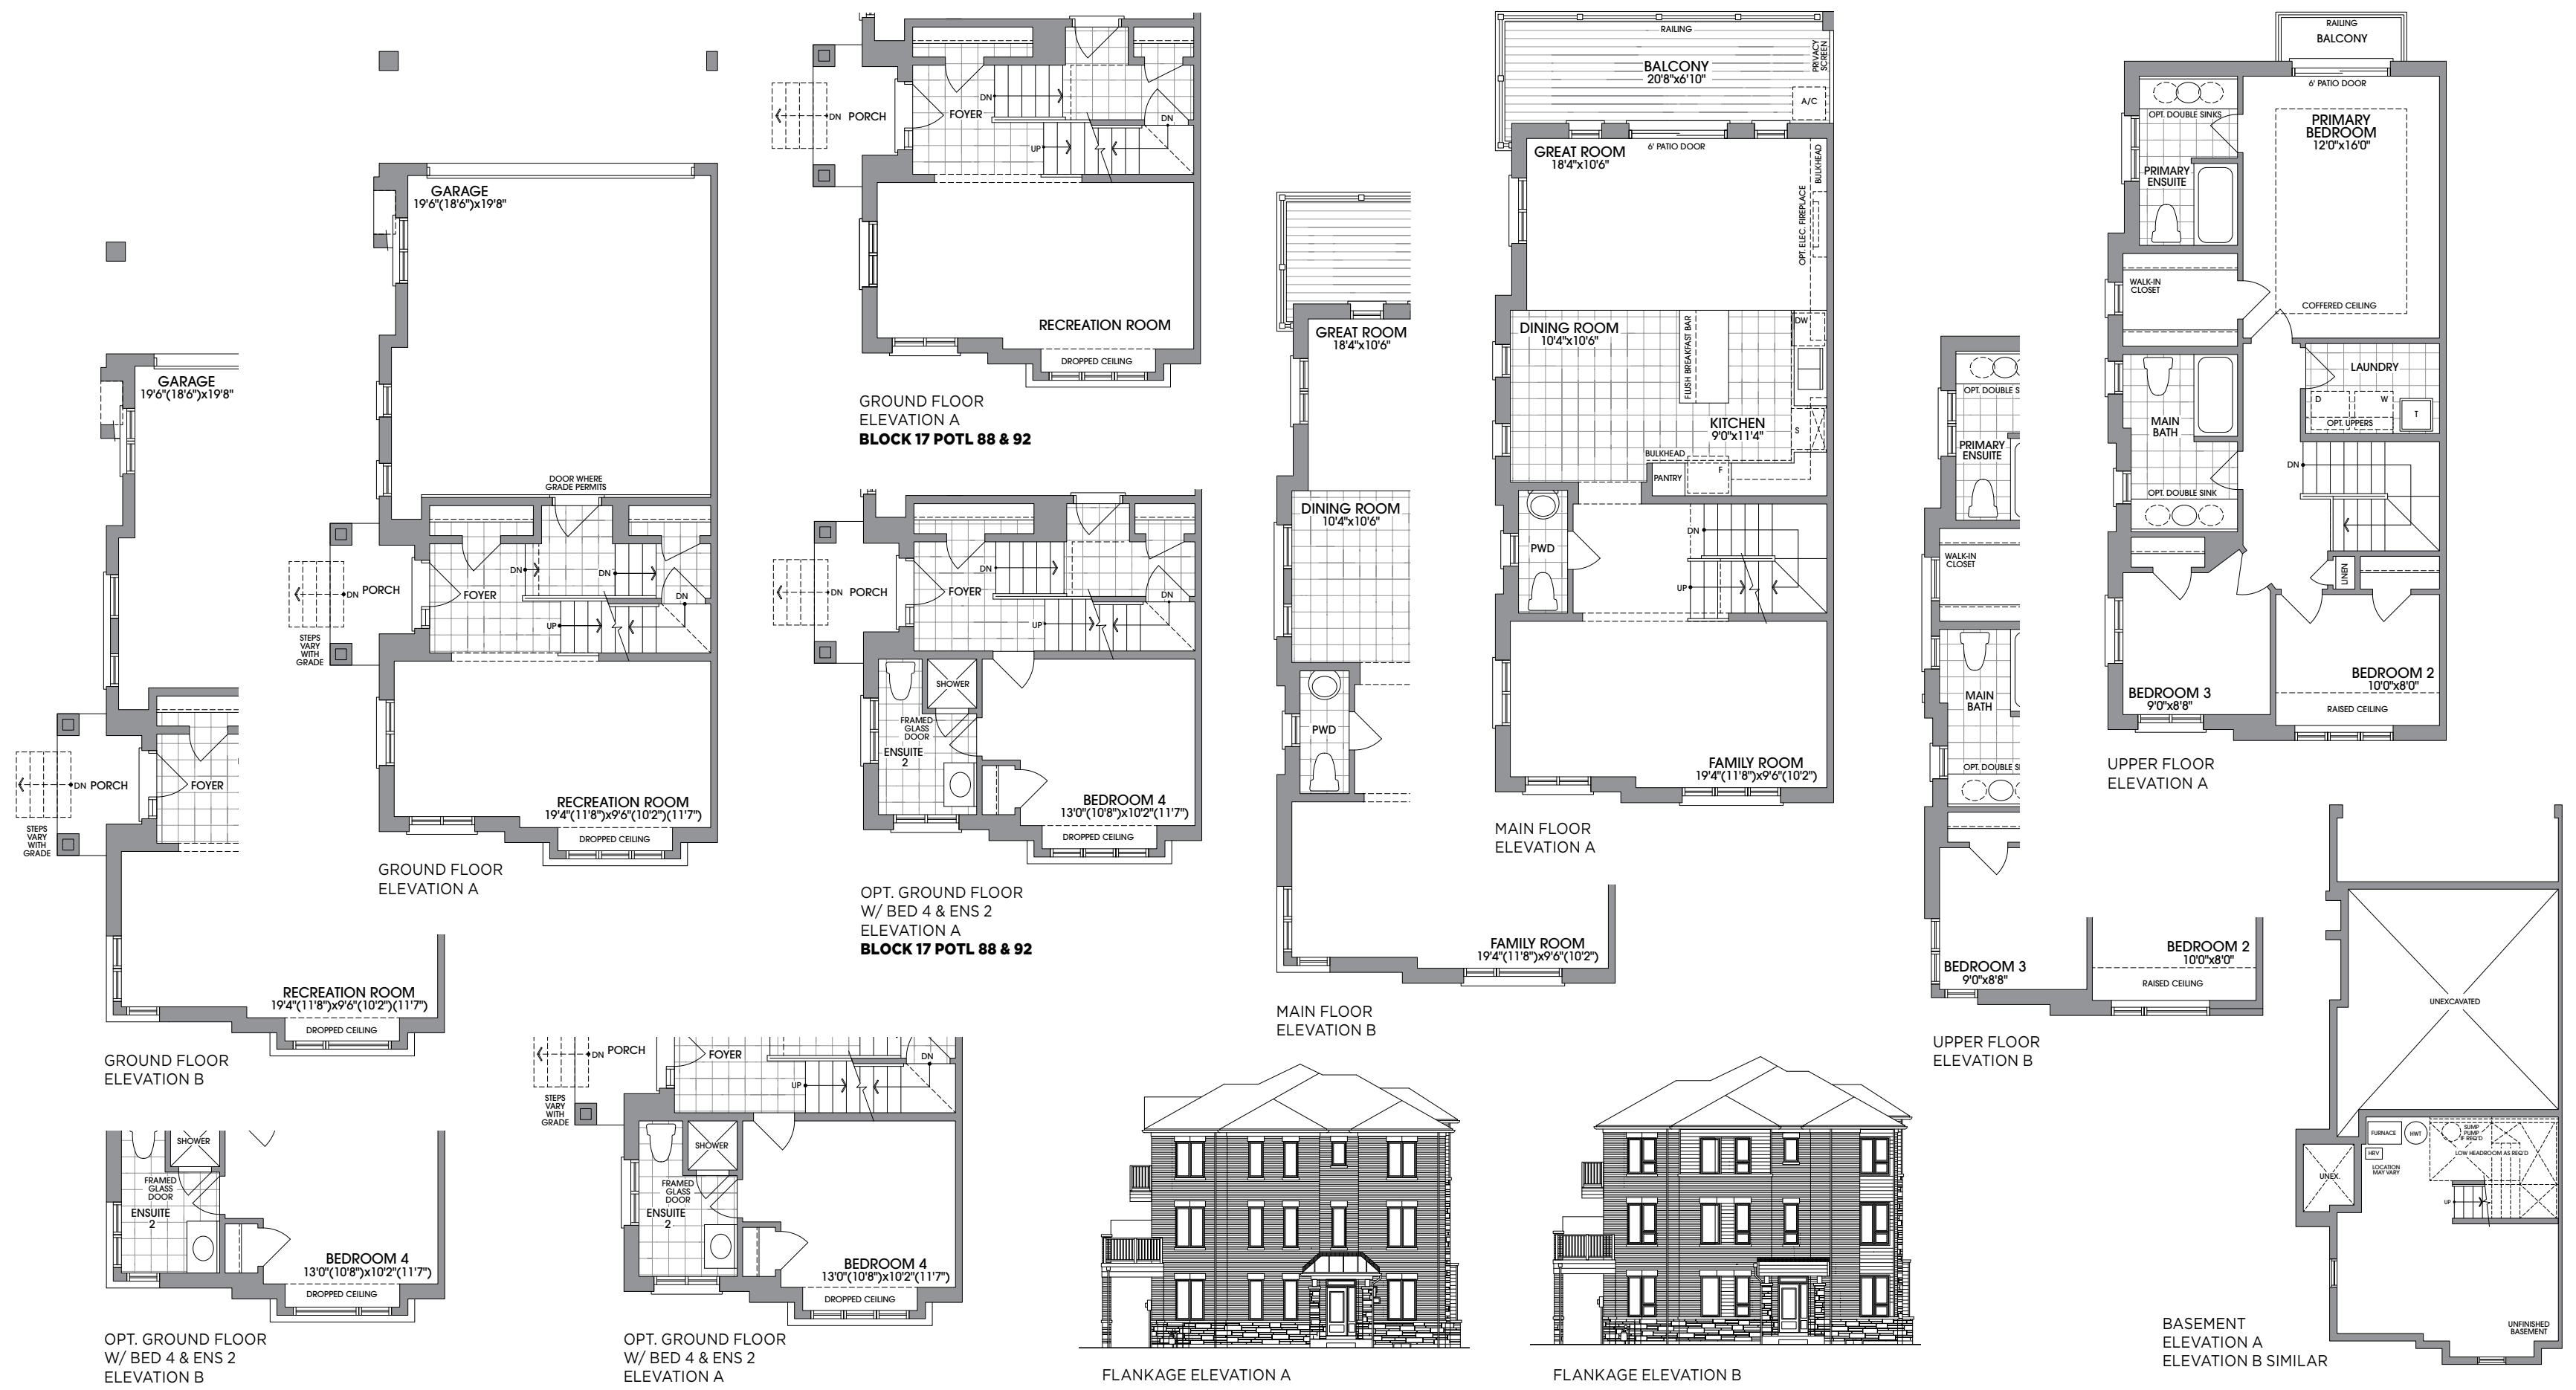 GARAGE
19'6"(18'6")x19'8"
PORCH
DN
FOYER
STEPS
VARY
WITH
GRADE
RECREATION ROOM
19'4"(11'8")x9'6"(10'2")(11'7")
DROPPED CEILING
GROUND FLOOR
ELEVATION B
GARAGE
19'6"(18'6")x19'8"
DOOR WHERE
GRADE PERMITS
DN
DN
DN
PORCH
DN
FOYER
UP
STEPS
VARY
WITH
GRADE
RECREATION ROOM
19'4"(11'8")x9'6"(10'2")(11'7")
DROPPED CEILING
GROUND FLOOR
ELEVATION A
DN
PORCH
DN
FOYER
DN
UP
RECREATION ROOM
DROPPED CEILING
GROUND FLOOR
ELEVATION A
BLOCK 17 POTL 88 & 92
DN
PORCH
DN
FOYER
DN
UP
SHOWER
FRAMED
GLASS
DOOR
ENSUITE
2
BEDROOM 4
13'0"(10'8")x10'2"(11'7")
DROPPED CEILING
OPT. GROUND FLOOR
W/ BED 4 & ENS 2
ELEVATION A
BLOCK 17 POTL 88 & 92
SHOWER
FRAMED
GLASS
DOOR
ENSUITE
2
BEDROOM 4
13'0"(10'8")x10'2"(11'7")
DROPPED CEILING
OPT. GROUND FLOOR
W/ BED 4 & ENS 2
ELEVATION B
DN
PORCH
FOYER
DN
UP
STEPS
VARY
WITH
GRADE
SHOWER
FRAMED
GLASS
DOOR
ENSUITE
2
BEDROOM 4
13'0"(10'8")x10'2"(11'7")
DROPPED CEILING
OPT. GROUND FLOOR
W/ BED 4 & ENS 2
ELEVATION A
GREAT ROOM
18'4"x10'6"
DINING ROOM
10'4"x10'6"
PWD
FAMILY ROOM
19'4"(11'8")x9'6"(10'2")
MAIN FLOOR
ELEVATION B
RAILING
BALCONY
20'8"x6'10"
PRIVACY
SCREEN
A/C
GREAT ROOM
18'4"x10'6"
6' PATIO DOOR
BULKHEAD
OPT. ELEC. FIREPLACE
DINING ROOM
10'4"x10'6"
FLUSH BREAKFAST BAR
DW
KITCHEN
9'0"x11'4"
S
BULKHEAD
PANTRY
F
PWD
DN
UP
FAMILY ROOM
19'4"(11'8")x9'6"(10'2")
MAIN FLOOR
ELEVATION A
OPT. DOUBLE S
PRIMARY
ENSUITE
WALK-IN
CLOSET
MAIN
BATH
OPT. DOUBLE SI
BEDROOM 3
9'0"x8'8"
BEDROOM 2
10'0"x8'0"
RAISED CEILING
UPPER FLOOR
ELEVATION B
RAILING
BALCONY
6' PATIO DOOR
OPT. DOUBLE SINKS
PRIMARY
BEDROOM
12'0"x16'0"
PRIMARY
ENSUITE
WALK-IN
CLOSET
COFFERED CEILING
LAUNDRY
D
W
T
OPT. UPPERS
MAIN
BATH
DN
OPT. DOUBLE SINK
LINEN
BEDROOM 3
9'0"x8'8"
BEDROOM 2
10'0"x8'0"
RAISED CEILING
UPPER FLOOR
ELEVATION A
UNEXCAVATED
FURNACE
HWT
SUMP
PUMP
IF REQ'D
HRV
LOW HEADROOM AS REQ'D
LOCATION
MAY VARY
UNEX.
UP
UNFINISHED
BASEMENT
BASEMENT
ELEVATION A
ELEVATION B SIMILAR
FLANKAGE ELEVATION A
FLANKAGE ELEVATION B